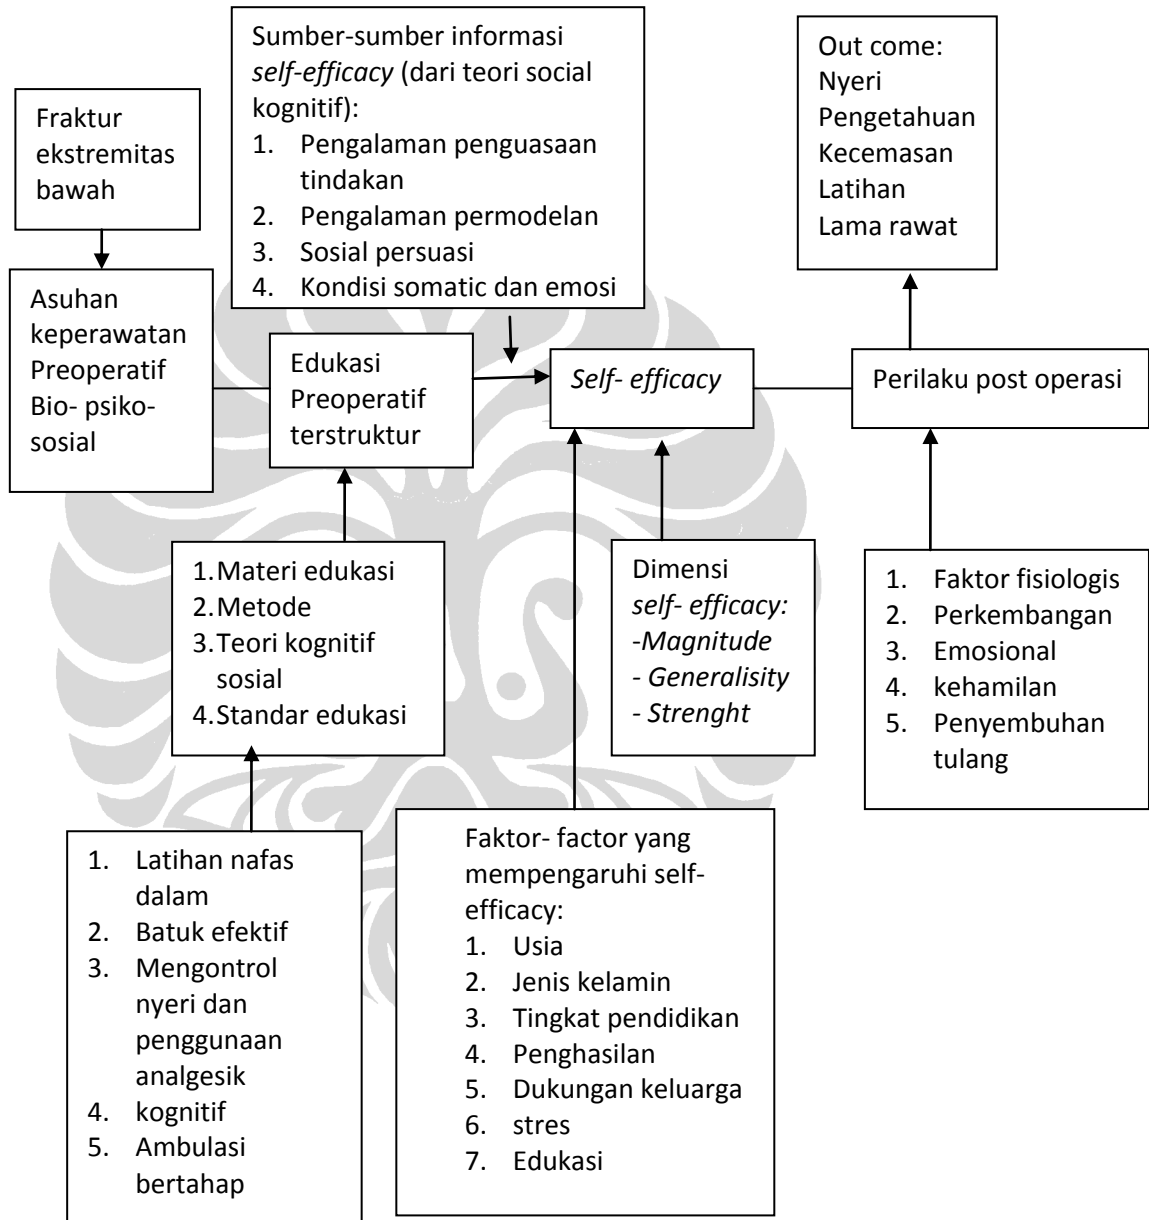 Fraktur
ekstremitas
bawah
Sumber-sumber informasi
self-efficacy (dari teori social
kognitif):
1. Pengalaman penguasaan
tindakan
2. Pengalaman permodelan
3. Sosial persuasi
4. Kondisi somatic dan emosi
Out come:
Nyeri
Pengetahuan
Kecemasan
Latihan
Lama rawat
Asuhan
keperawatan
Preoperatif
Bio- psiko-
sosial
Edukasi
Preoperatif
terstruktur
Self- efficacy
Perilaku post operasi
1. Materi edukasi
2. Metode
3. Teori kognitif
sosial
4. Standar edukasi
Dimensi
self- efficacy:
-Magnitude
- Generalisity
- Strenght
1. Faktor fisiologis
2. Perkembangan
3. Emosional
4. kehamilan
5. Penyembuhan
tulang
1. Latihan nafas
dalam
2. Batuk efektif
3. Mengontrol
nyeri dan
penggunaan
analgesik
4. kognitif
5. Ambulasi
bertahap
Faktor- factor yang
mempengaruhi self-
efficacy:
1. Usia
2. Jenis kelamin
3. Tingkat pendidikan
4. Penghasilan
5. Dukungan keluarga
6. stres
7. Edukasi